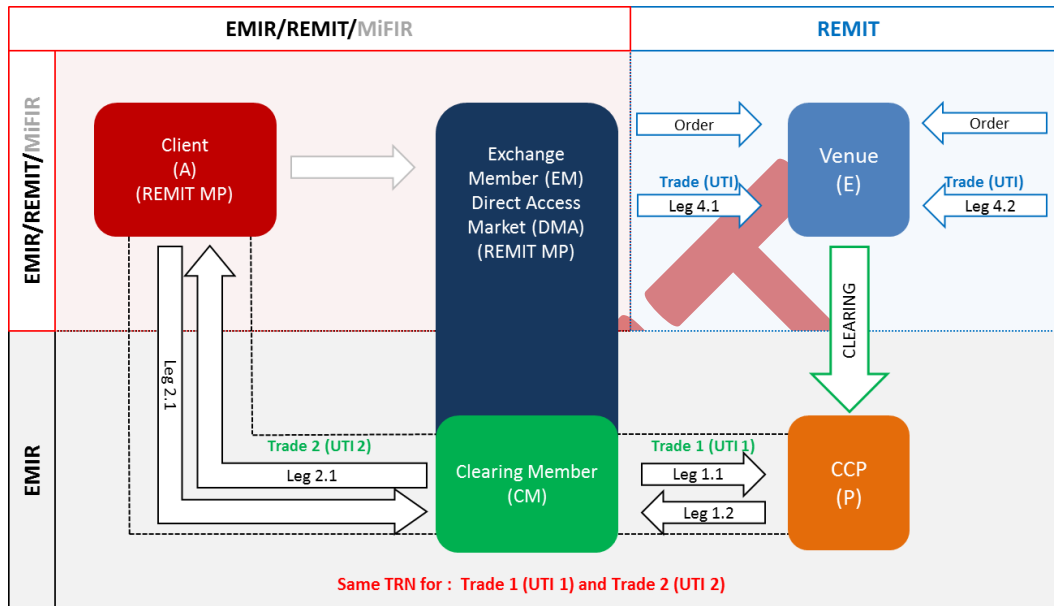 EMIR/REMIT/MiFIR
REMIT
EMIR/REMIT/MiFIR
Client
(A)
(REMIT MP)
Exchange
Member (EM)
Direct Access
Market (DMA)
(REMIT MP)
Order
Trade (UTI)
Leg 4.1
Venue
(E)
Order
Trade (UTI)
Leg 4.2
CLEARING
EMIR
Leg 2.1
Trade 2 (UTI 2)
Leg 2.1
Clearing Member
(CM)
Trade 1 (UTI 1)
Leg 1.1
Leg 1.2
CCP
(P)
Same TRN for : Trade 1 (UTI 1) and Trade 2 (UTI 2)